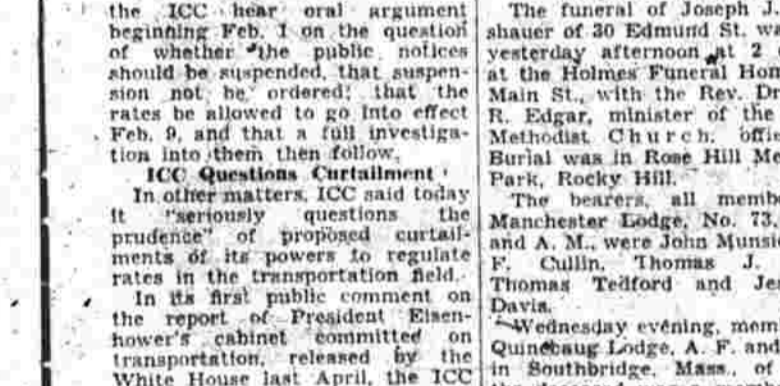 the ICC hear oral argument
beginning Feb. 1 on the question
of whether the public notices
should be suspended, that suspen-
sion not be ordered; that the
rates be allowed to go into effect
Feb. 9, and that a full investiga-
tion into them then follow.
ICC Questions Curtailment
In other matters, ICC said today
it "seriously questions the
prudence" of proposed curtail-
ments of its powers to regulate
rates in the transportation field.
In its first public comment on
the report of President Eisen-
hower's cabinet committed on
transportation, released by the
White House last April, the ICC
The funeral of Joseph J.
shauer of 30 Edmund St. wa
yesterday afternoon at 2
at the Holmes Funeral Hom
Main St., with the Rev. Dr
R. Edgar, minister of the
Methodist Church, offic
Burial was in Rose Hill Me
Park, Rocky Hill.
The bearers, all membe
Manchester Lodge, No. 73,
and A. M., were John Munsi
F. Cullin, Thomas J.
Thomas Tedford and Je
Davis.
Wednesday evening, mem
Quinebaug Lodge, A. F. and
in Southbridge, Mass., of